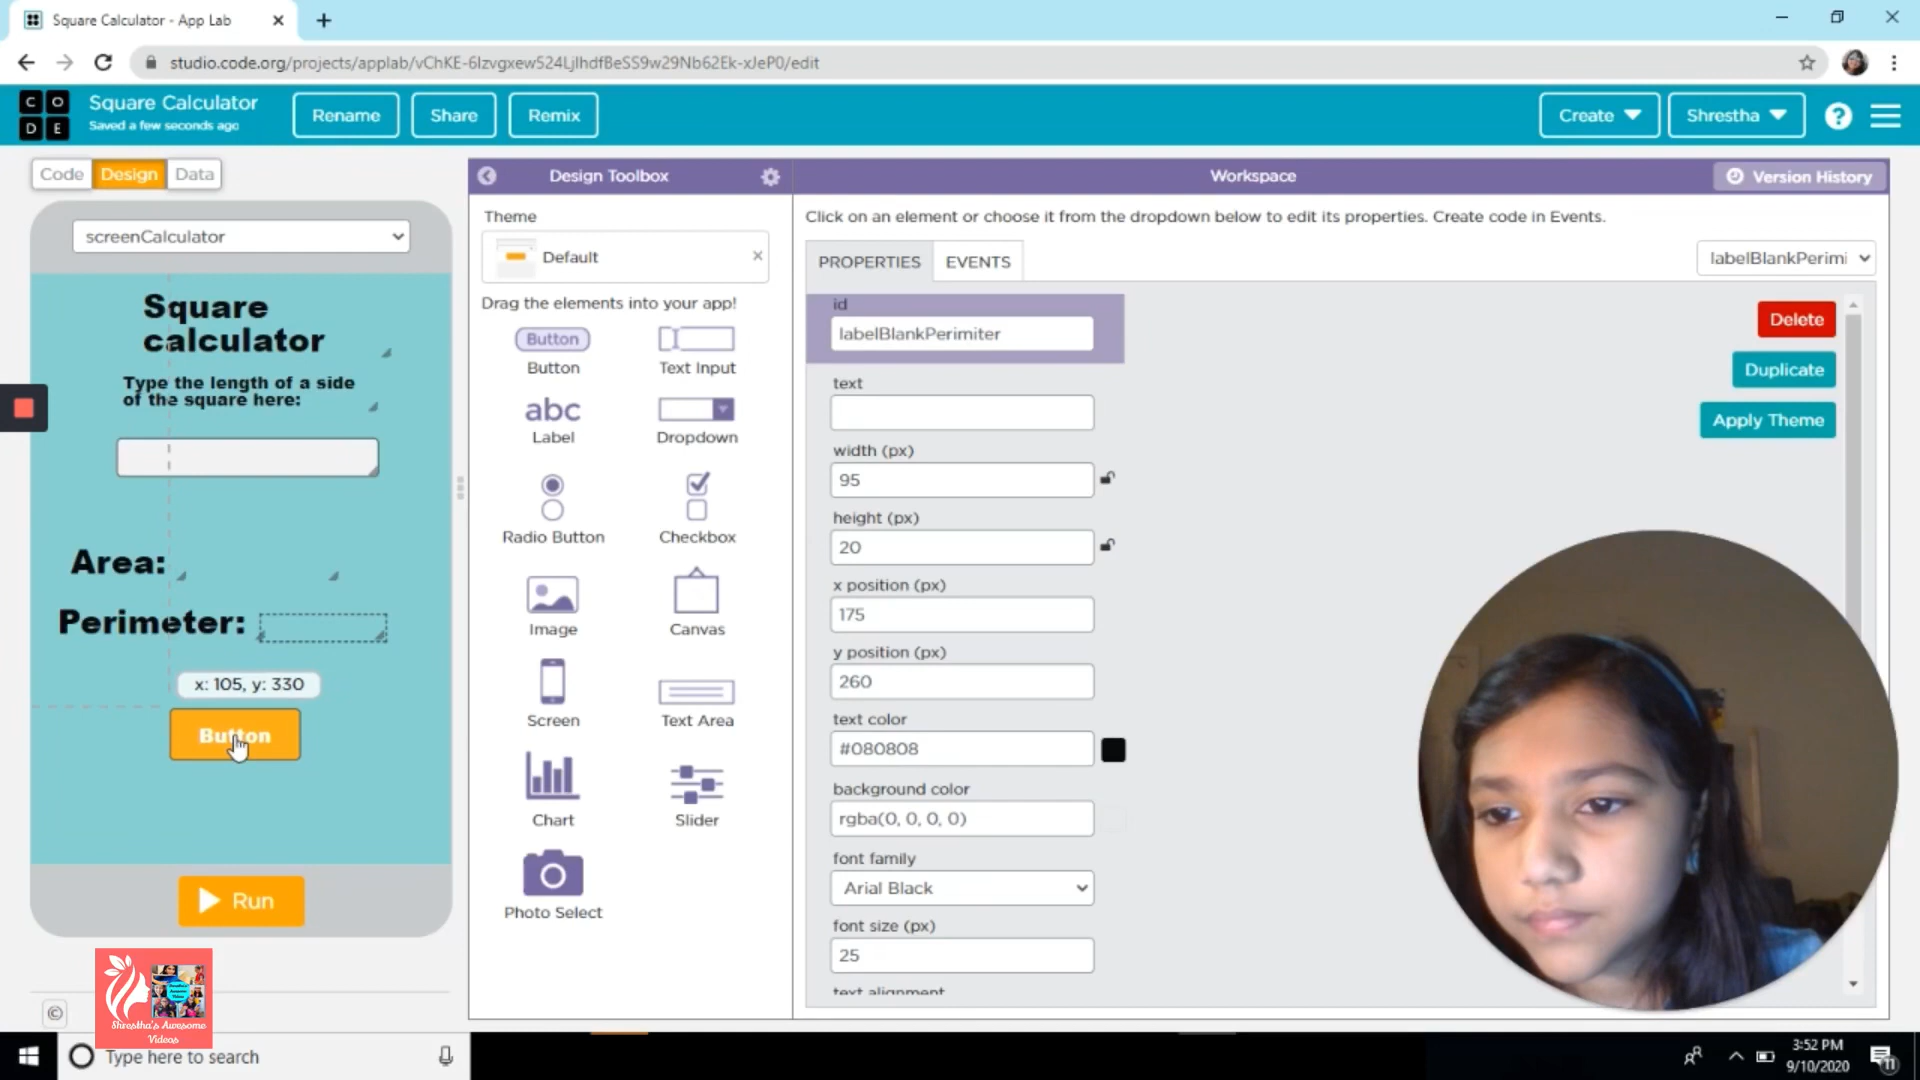 Square Calculator - App Lab
studio.code.org/projects/applab/vChKE-6Izvgxew524LjIhdfBeSS9w29Nb62Ek-xJeP0/edit
C O
D E
Square Calculator
Saved a few seconds ago
Rename
Share
Remix
Create
Shrestha
?
Code
Design
Data
Design Toolbox
Workspace
Version History
screenCalculator
Square
calculator
Type the length of a side
of the square here:
Area:
Perimeter:
x: 105, y: 330
Button
Run
Theme
Default
Drag the elements into your app!
Button
Button
Text Input
abc
Label
Dropdown
Radio Button
Checkbox
Image
Canvas
Screen
Text Area
Chart
Slider
Photo Select
Click on an element or choose it from the dropdown below to edit its properties. Create code in Events.
PROPERTIES
EVENTS
labelBlankPerimi
id
labelBlankPerimiter
Delete
text
Duplicate
Apply Theme
width (px)
95
height (px)
20
x position (px)
175
y position (px)
260
text color
#080808
background color
rgba(0, 0, 0, 0)
font family
Arial Black
font size (px)
25
text alignment
©
Shrestha's Awesome
Videos
Type here to search
3:52 PM
9/10/2020
11